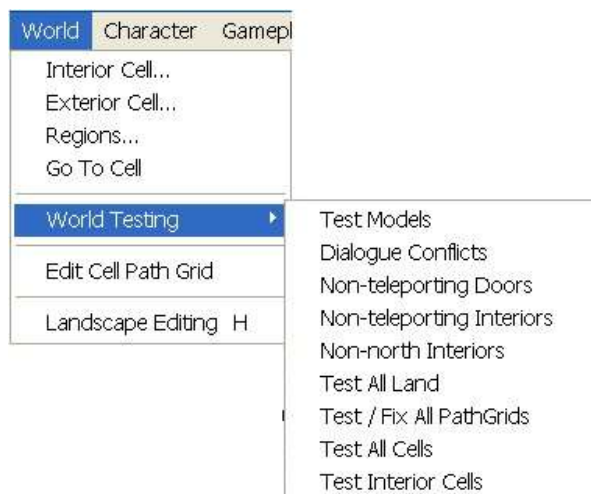 World Character Gamepl
Interior Cell...
Exterior Cell...
Regions...
Go To Cell
World Testing
Edit Cell Path Grid
Landscape Editing H
Test Models
Dialogue Conflicts
Non-teleporting Doors
Non-teleporting Interiors
Non-north Interiors
Test All Land
Test / Fix All PathGrids
Test All Cells
Test Interior Cells